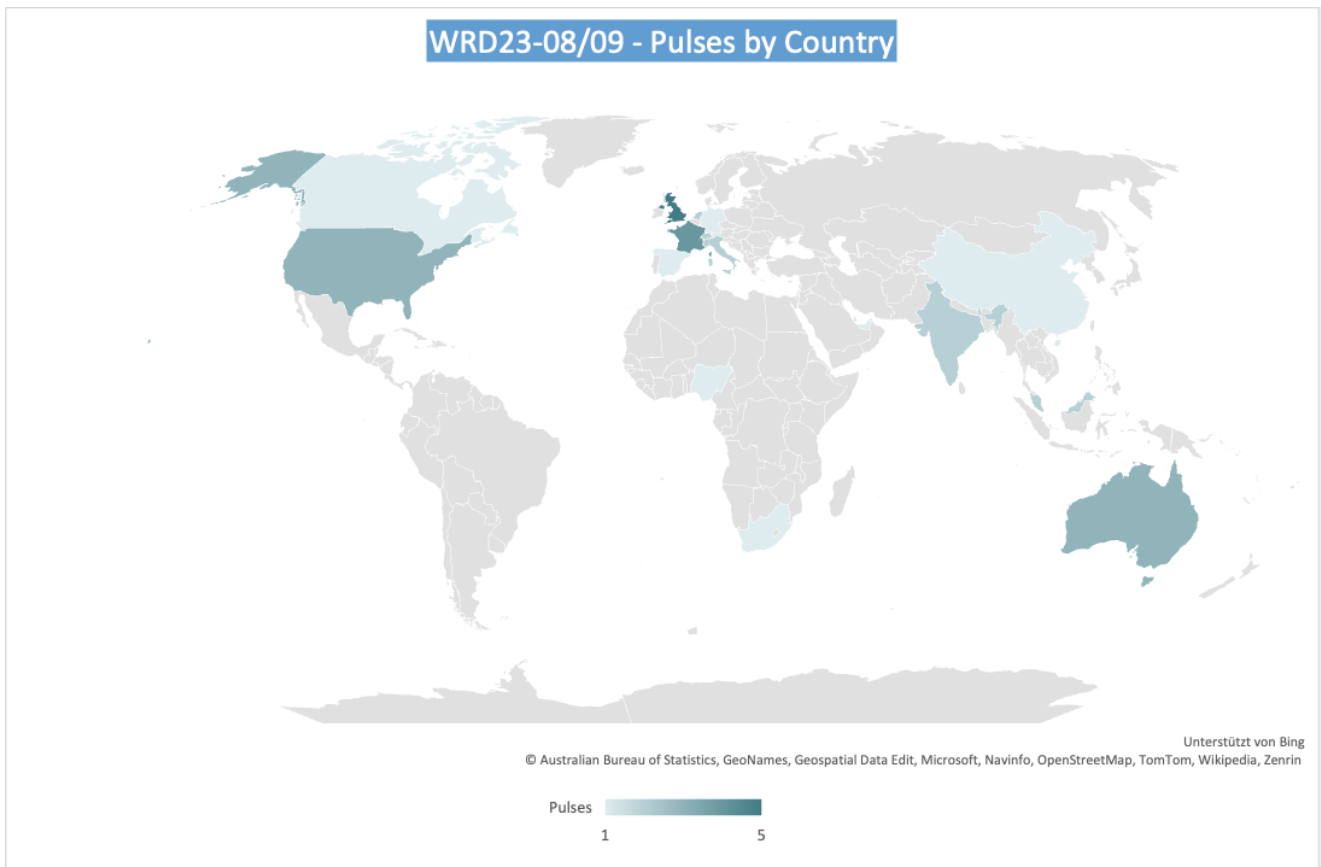 WRD23-08/09 - Pulses by Country
Unterstützt von Bing
© Australian Bureau of Statistics, GeoNames, Geospatial Data Edit, Microsoft, Navinfo, OpenStreetMap, TomTom, Wikipedia, Zenrin
Pulses
1 5